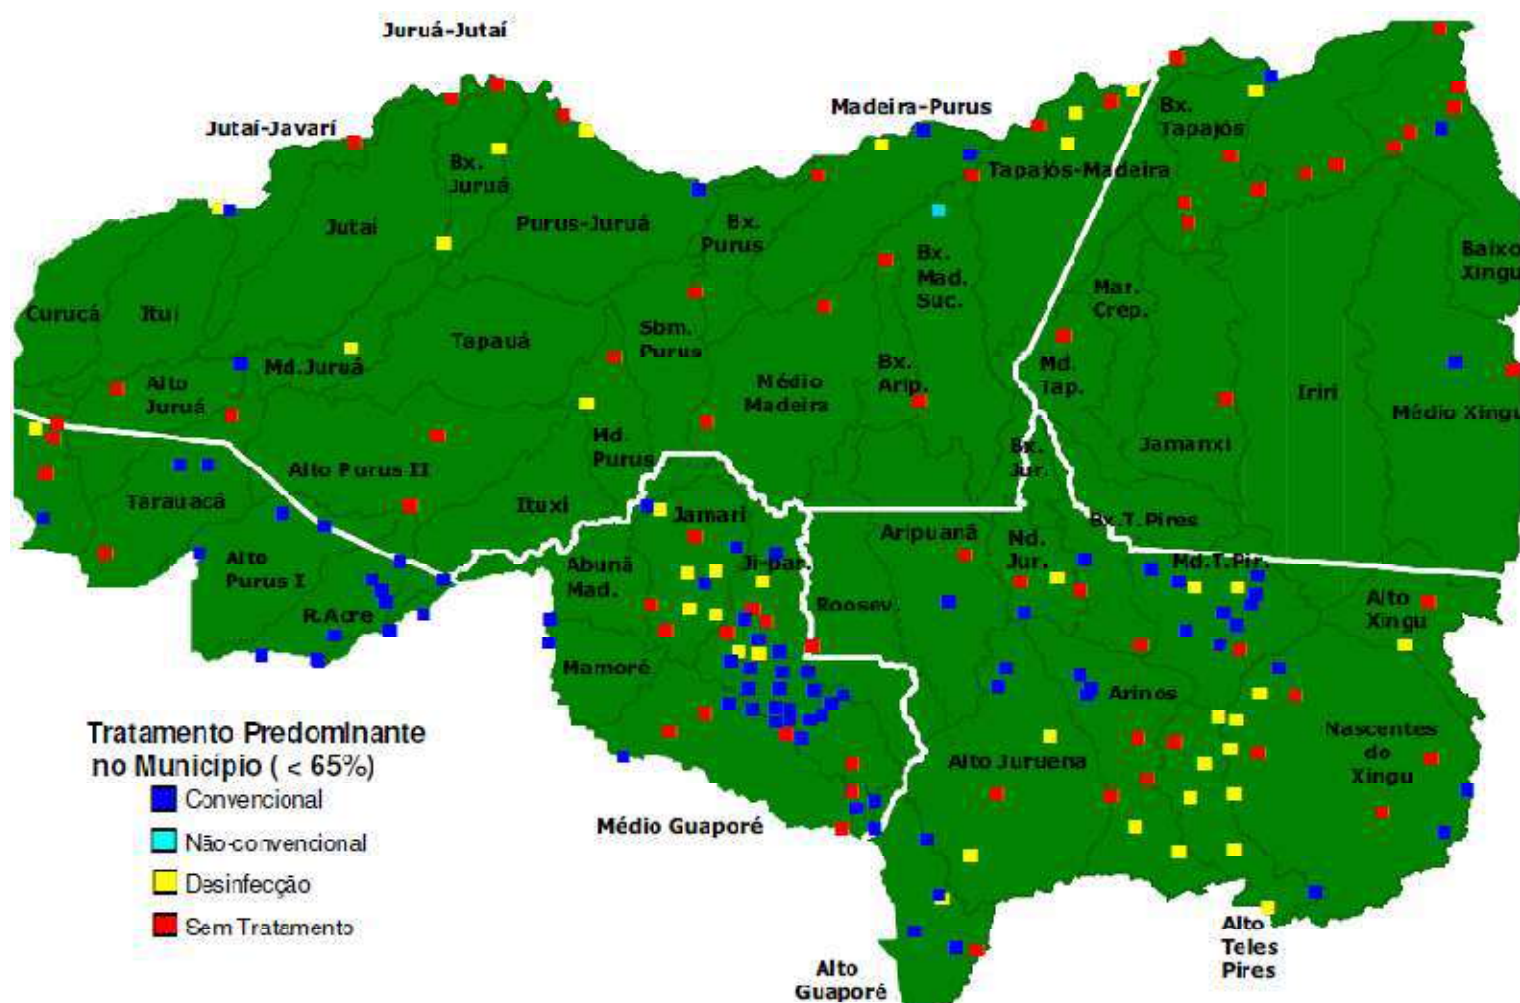 Juruá-Jutaí
Jutaí-Javarí
Madeira-Purus
Bx.
Tapajós
Bx.
Juruá
Tapajós-Madeira
Jutaí
Purus-Juruá
Bx.
Purus
Bx.
Mad.
Suc.
Baixo
Xingu
Mar.
Crep.
Curucá
Ituí
Tapauá
Sbm.
Purus
Md.Juruá
Alto
Juruá
Médio
Madeira
Bx.
Arip.
Md.
Tap.
Iriri
Médio Xingu
Md.
Purus
Jamanxi
Bx.
Jur.
Alto Purus II
Tarauacá
Ituxi
Jamari
Bx.T.Pires
Aripuanã
Nd.
Jur.
Alto
Purus I
Abunã
Mad.
Ji-par.
Md.T.Pir.
R.Acre
Roosev.
Alto
Xingu
Mamoré
Arinos
Nascentes
do
Xingu
Alto Juruena
Tratamento Predominante
no Município ( < 65%)
Convencional
Não-convencional
Desinfecção
Sem Tratamento
Médio Guaporé
Alto
Guaporé
Alto
Teles
Pires